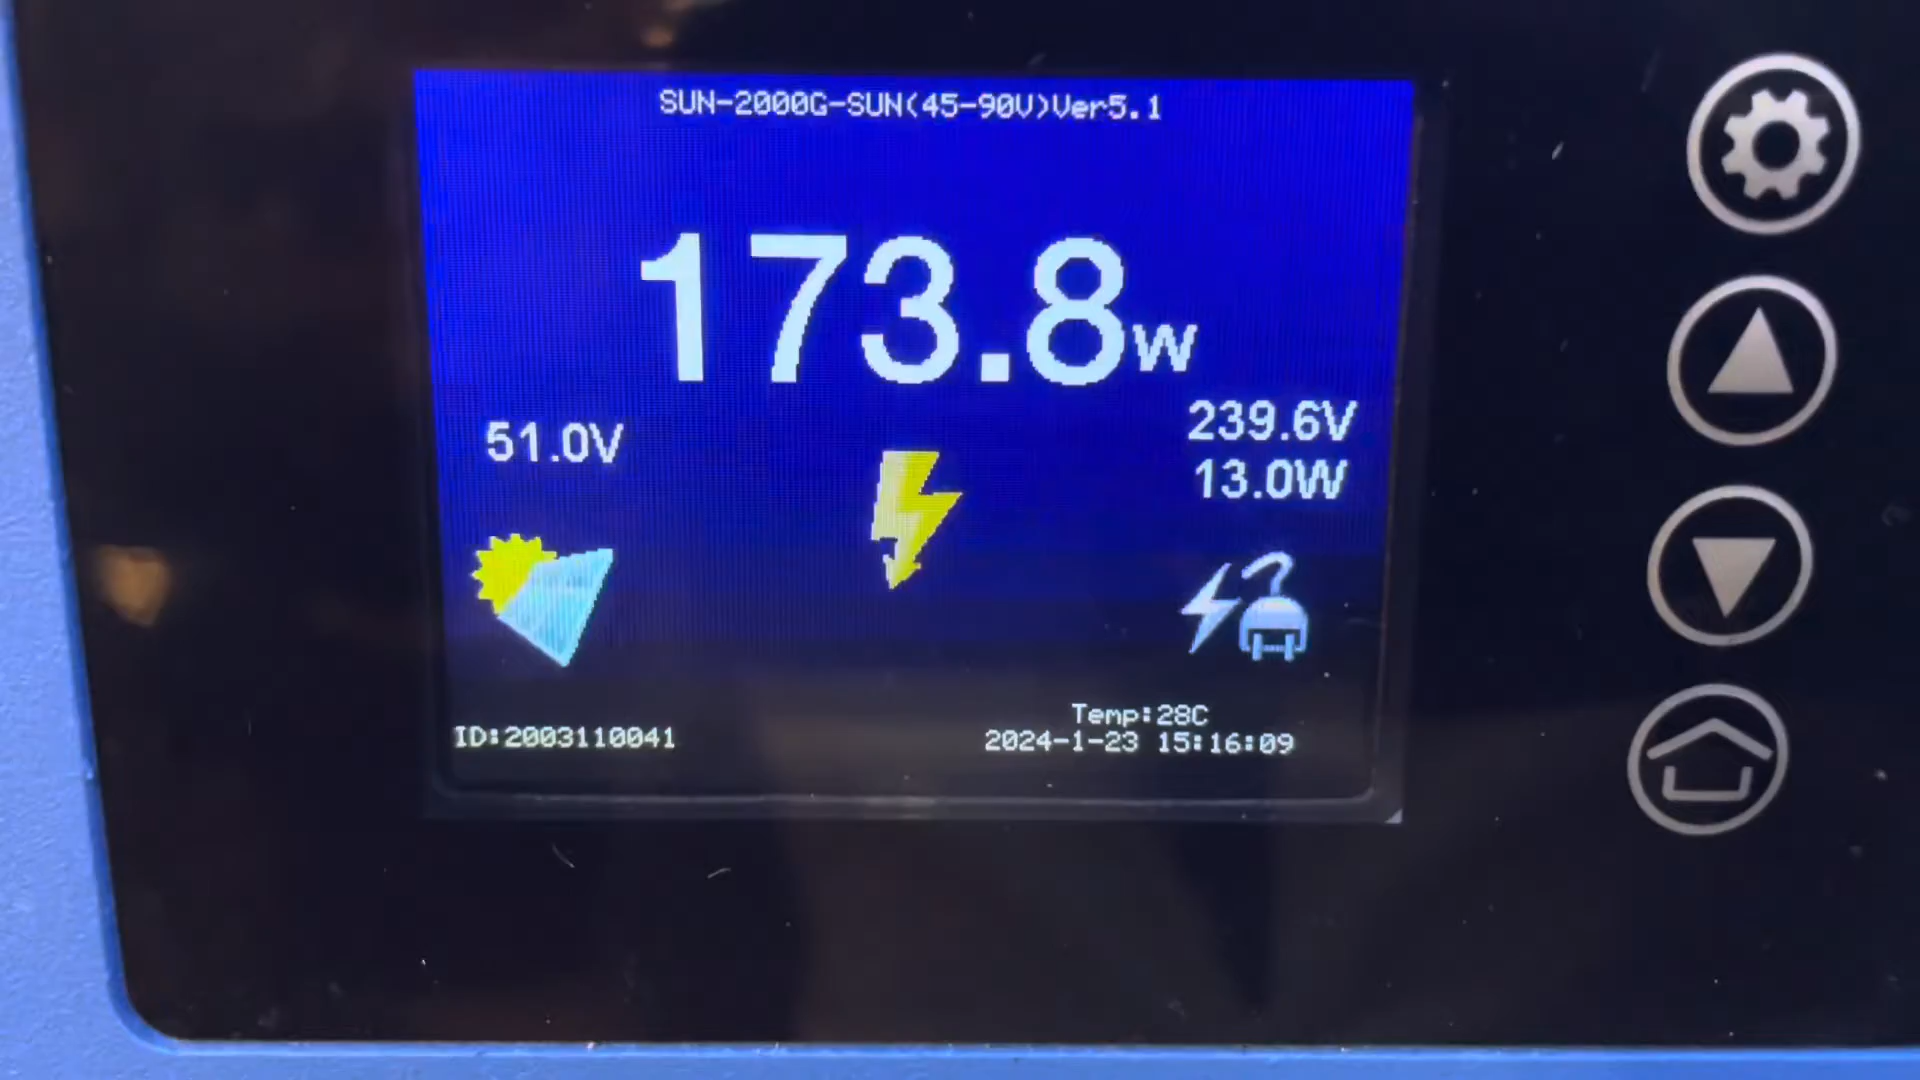 SUN-2000G-SUN(45-90V)Ver5.1
173.8W
51.0V
239.6V
13.0W
Temp:28C
ID:2003110041
2024-1-23 15:16:09